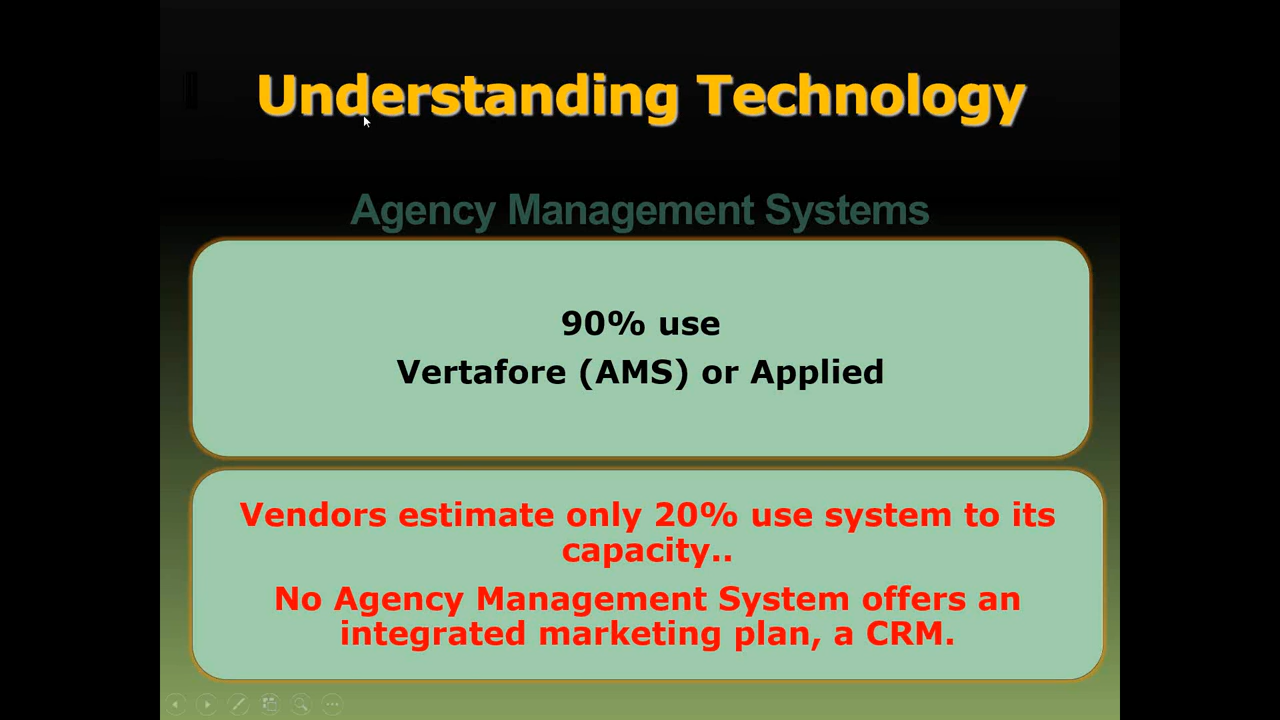 Understanding Technology
Agency Management Systems
90% use
Vertafore (AMS) or Applied
Vendors estimate only 20% use system to its
capacity..
No Agency Management System offers an
integrated marketing plan, a CRM.